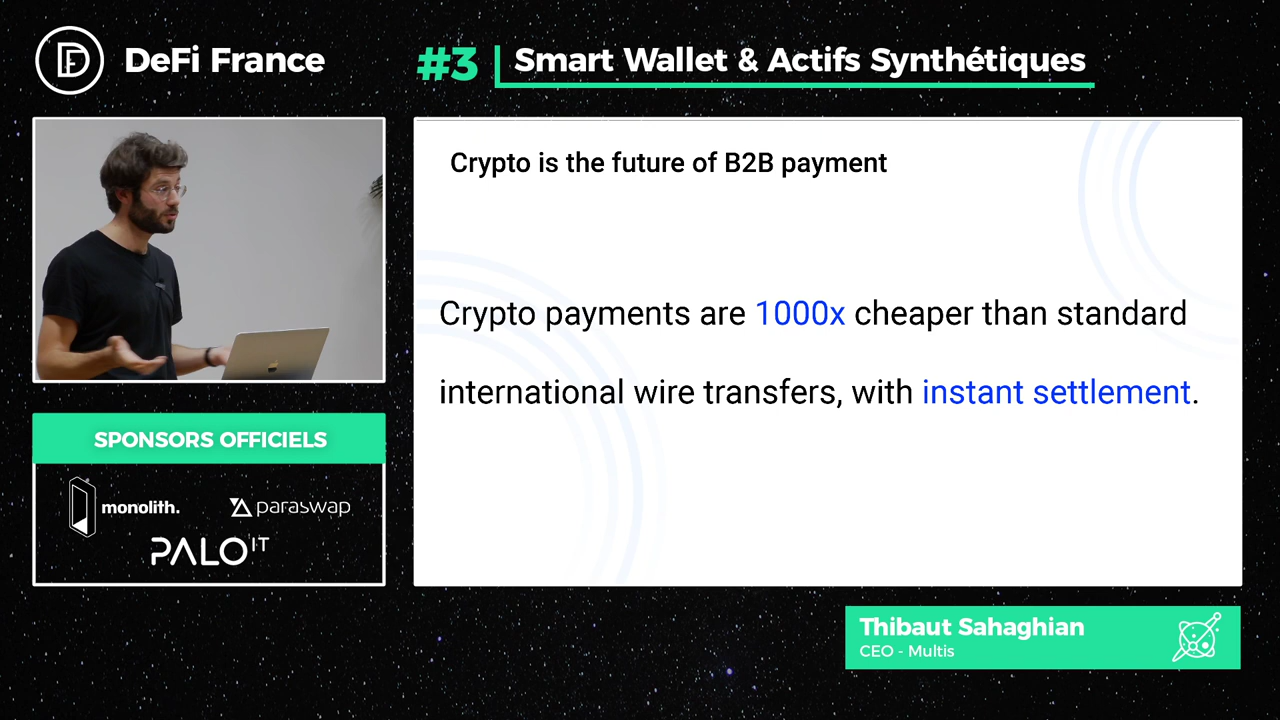 DeFi France
#3
Smart Wallet & Actifs Synthétiques
Crypto is the future of B2B payment
Crypto payments are 1000x cheaper than standard
international wire transfers, with instant settlement.
SPONSORS OFFICIELS
monolith.
paraswap
PALO IT
Thibaut Sahaghian
CEO - Multis